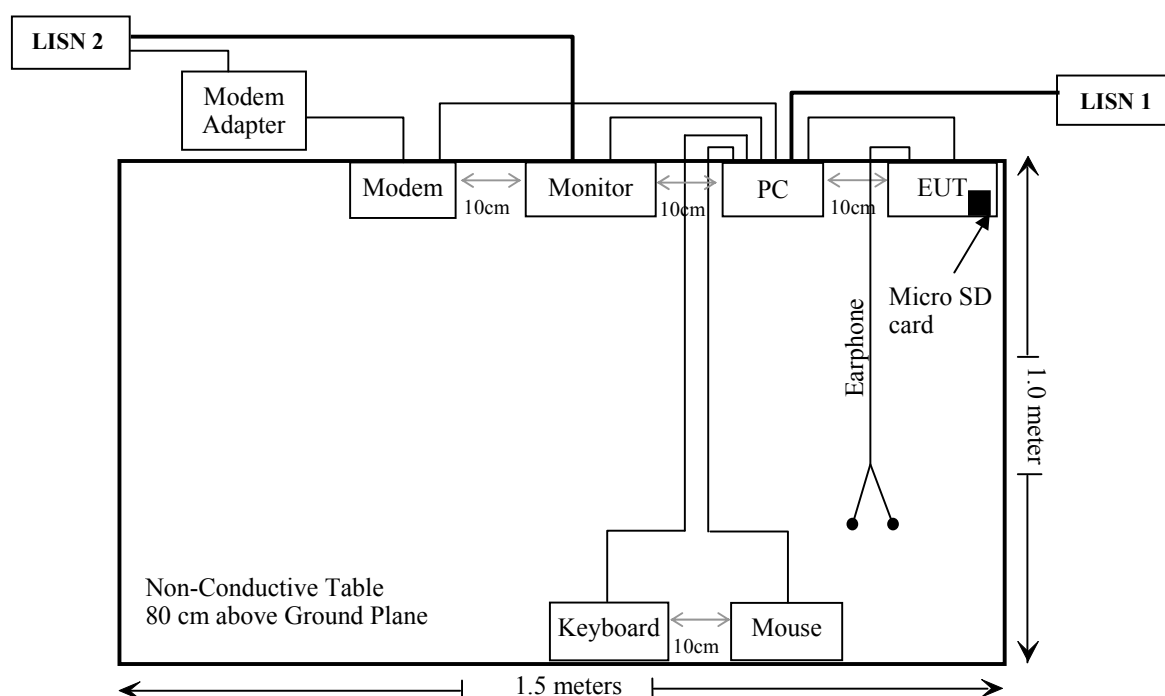 LISN 2
Modem
Adapter
LISN 1
Modem
10cm
Monitor
10cm
PC
10cm
EUT
Micro SD
card
Earphone
1.0 meter
Non-Conductive Table
80 cm above Ground Plane
Keyboard
10cm
Mouse
1.5 meters